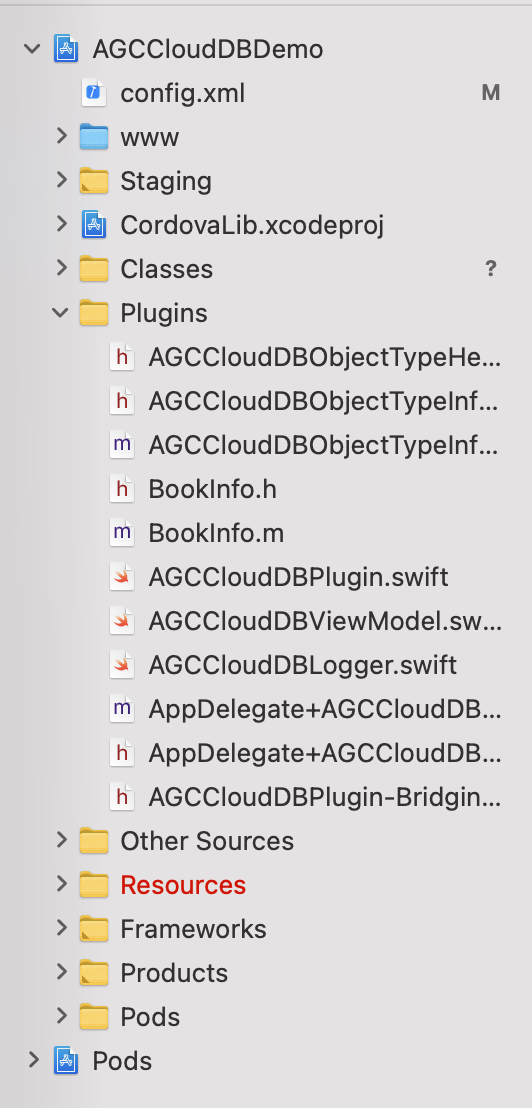 AGCCloudDBDemo
config.xml M
www
Staging
CordovaLib.xcodeproj
Classes ?
Plugins
h AGCCloudDBObjectTypeHe...
h AGCCloudDBObjectTypeInf...
m AGCCloudDBObjectTypeInf...
h BookInfo.h
m BookInfo.m
AGCCloudDBPlugin.swift
AGCCloudDBViewModel.sw...
AGCCloudDBLogger.swift
m AppDelegate+AGCCloudDB...
h AppDelegate+AGCCloudDB...
h AGCCloudDBPlugin-Bridgin...
Other Sources
Resources
Frameworks
Products
Pods
Pods